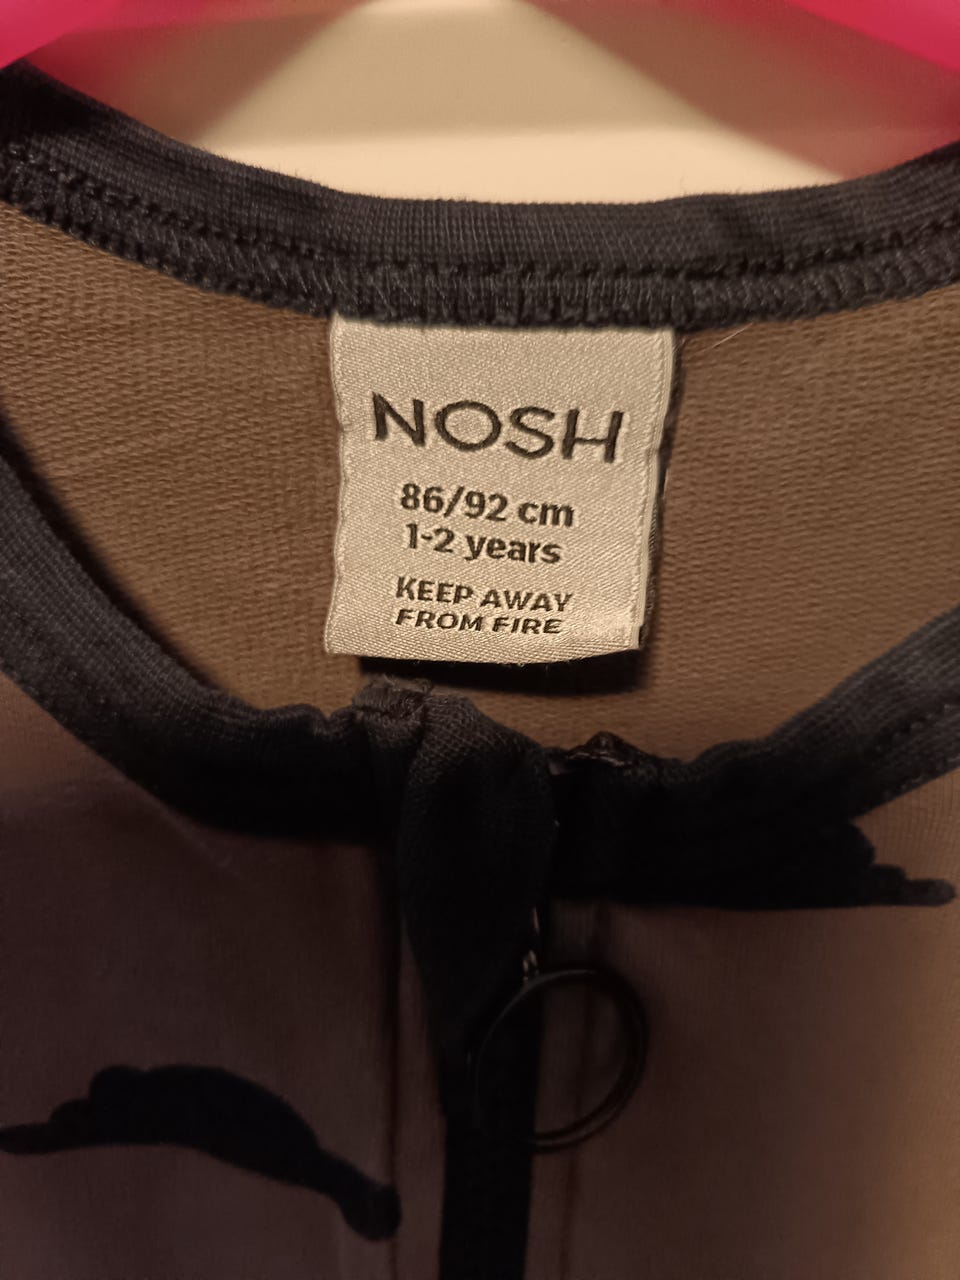 NOSH
86/92 cm
1-2 years
KEEP AWAY
FROM FIRE